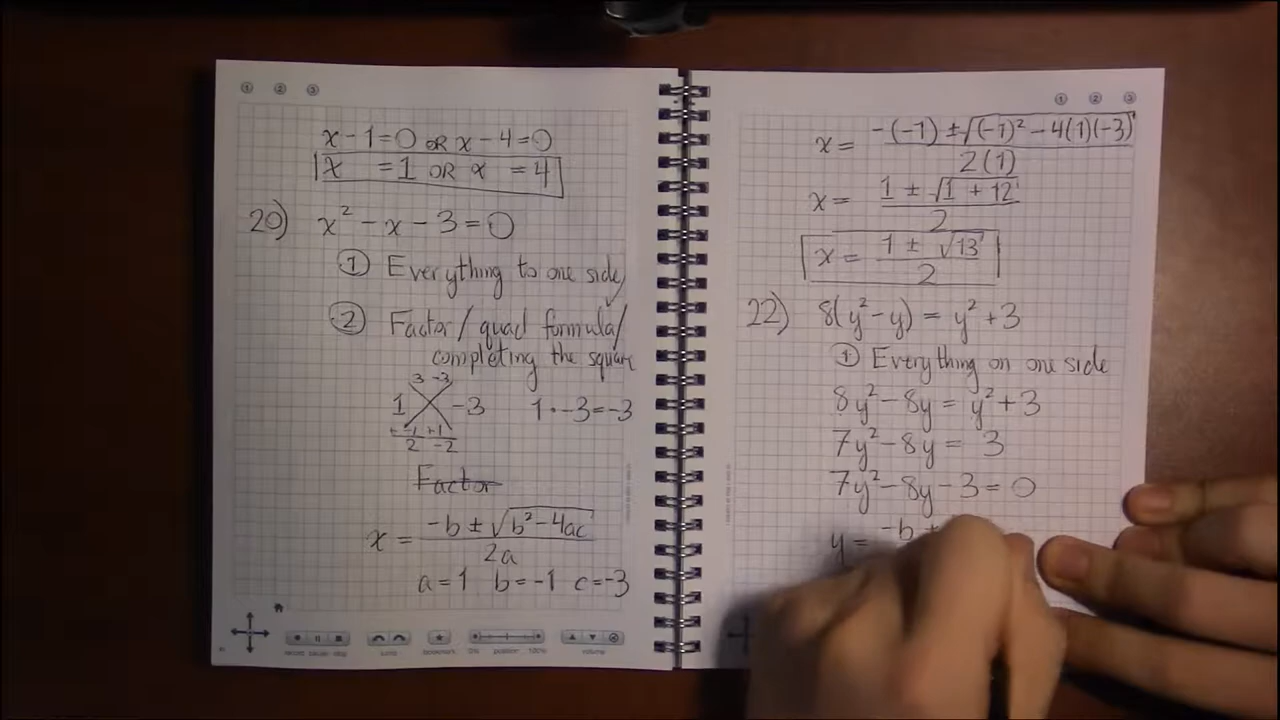 x - 1 = 0 OR x - 4 = 0
x = 1 OR x = 4
20) x² - x - 3 = 0
① Everything to one side
② Factor/quad formula/
completing the square
3 -3
1 -3 1 · -3 = -3
+ -1 +1
2 -2
Factor
x = (-b ± √(b² - 4ac))/2a
a = 1 b = -1 c = -3
x = (-(-1) ± √((-1)² - 4(1)(-3)))/2(1)
x = (1 ± √(1 + 12))/2
x = (1 ± √13)/2
22) 8(y² - y) = y² + 3
① Everything on one side
8y² - 8y = y² + 3
7y² - 8y = 3
7y² - 8y - 3 = 0
y = -b ±